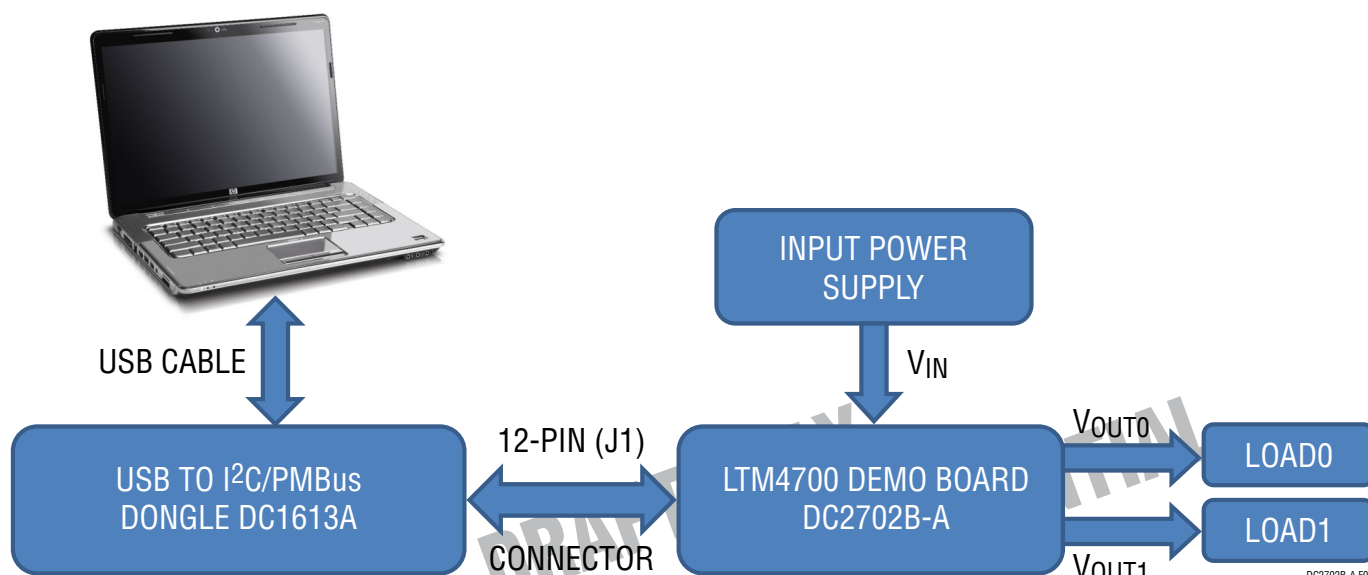 INPUT POWER
SUPPLY
USB CABLE
VIN
USB TO I2C/PMBus
DONGLE DC1613A
12-PIN (J1)
CONNECTOR
LTM4700 DEMO BOARD
DC2702B-A
VOUT0
LOAD0
VOUT1
LOAD1